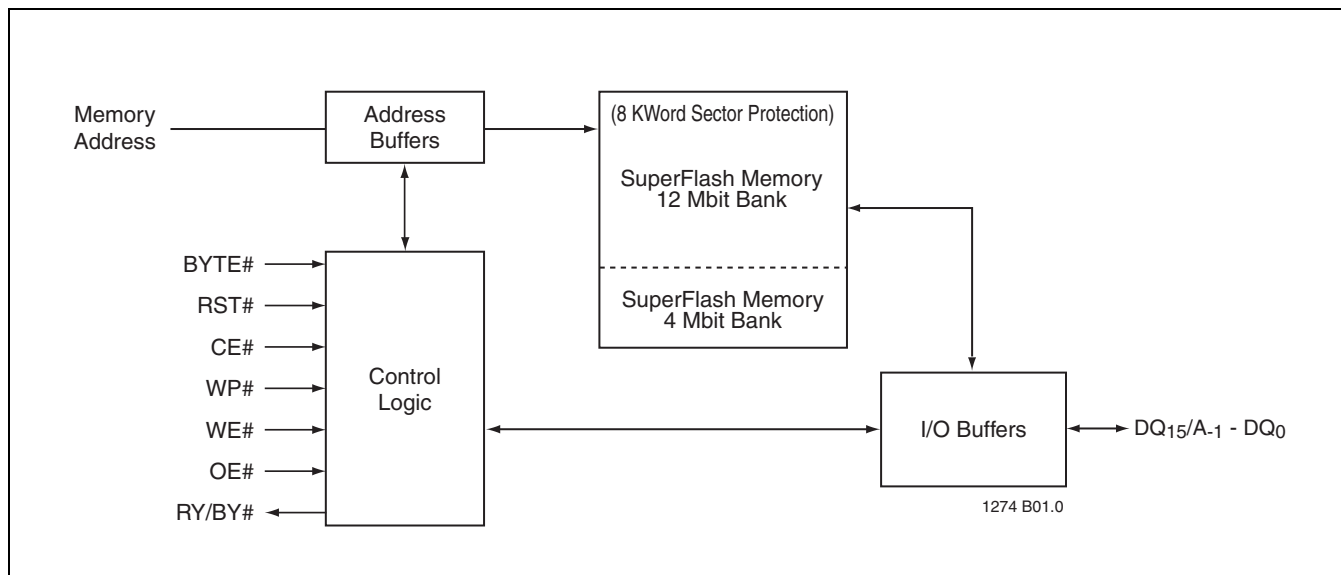 Memory
Address
Address
Buffers
(8 KWord Sector Protection)
SuperFlash Memory
12 Mbit Bank
SuperFlash Memory
4 Mbit Bank
BYTE#
RST#
CE#
WP#
WE#
OE#
RY/BY#
Control
Logic
I/O Buffers
DQ15/A-1 - DQ0
1274 B01.0